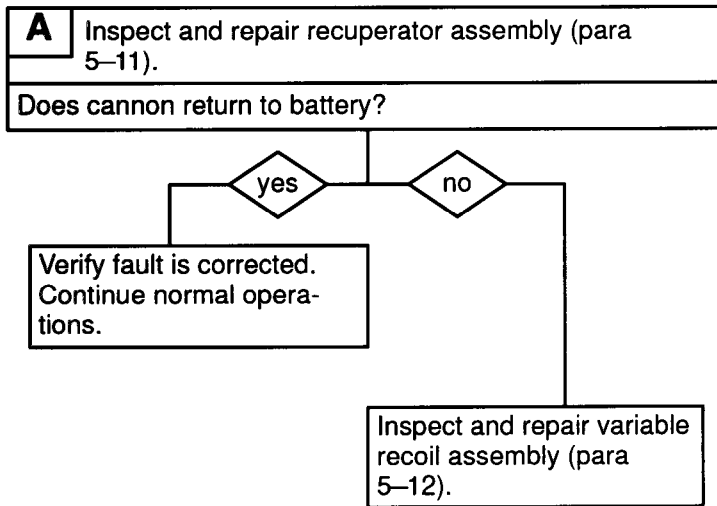 A Inspect and repair recuperator assembly (para
5–11).
Does cannon return to battery?
yes
no
Verify fault is corrected.
Continue normal opera-
tions.
Inspect and repair variable
recoil assembly (para
5–12).